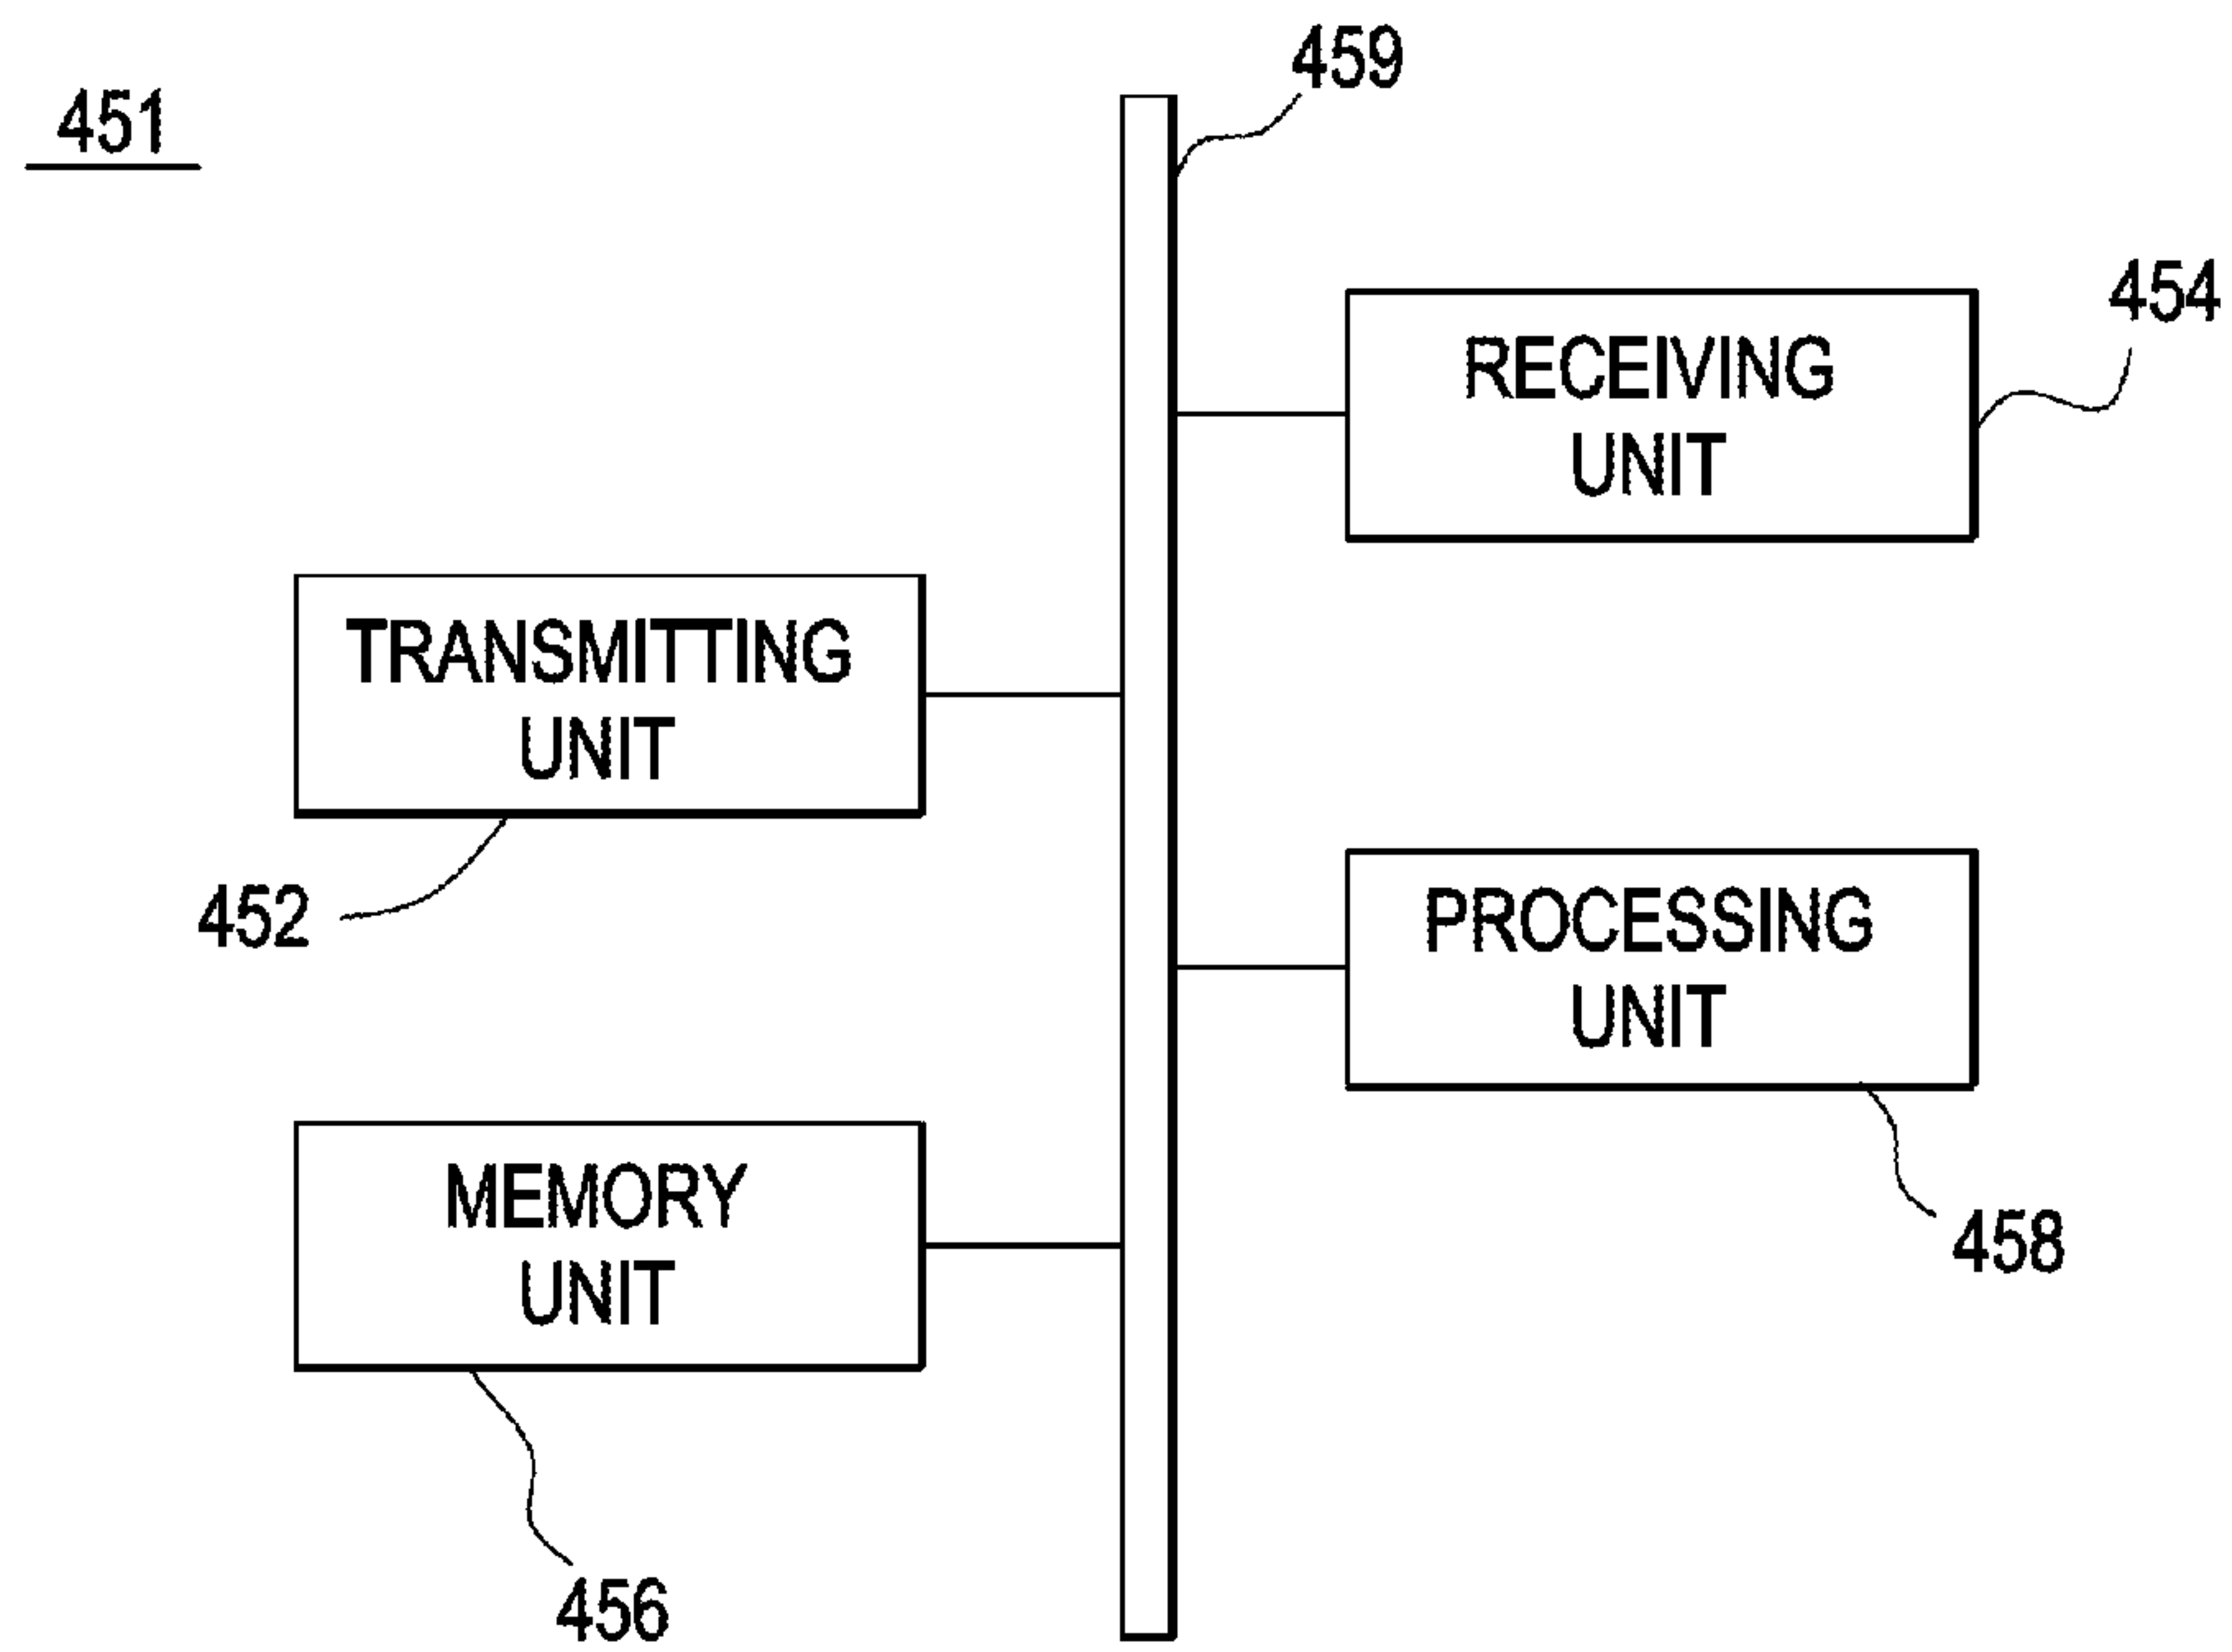 459
451
454
RECEIVING
UNIT
TRANSMITTING
UNIT
452
PROCESSING
UNIT
458
MEMORY
UNIT
456